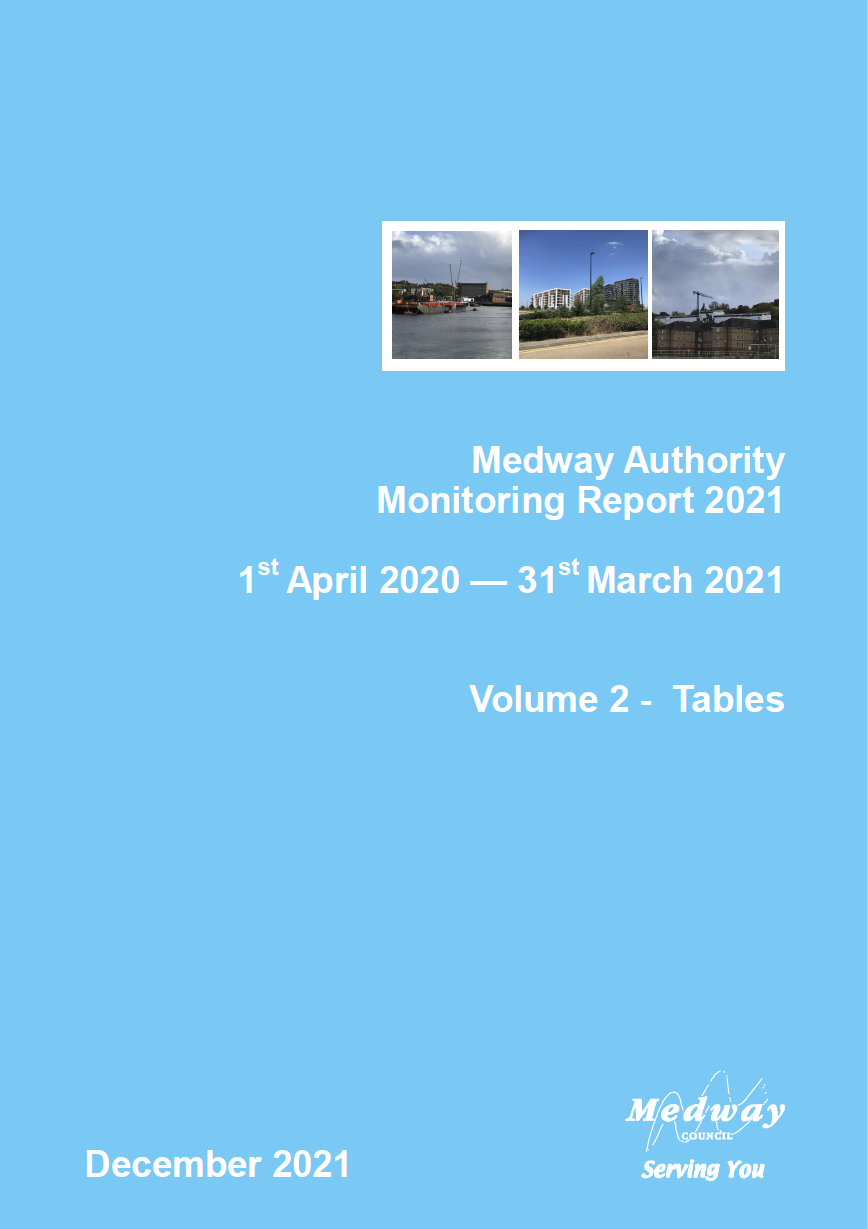 Medway Authority
Monitoring Report 2021
1st April 2020 — 31st March 2021
Volume 2 -  Tables
Medway
COUNCIL
Serving You
December 2021